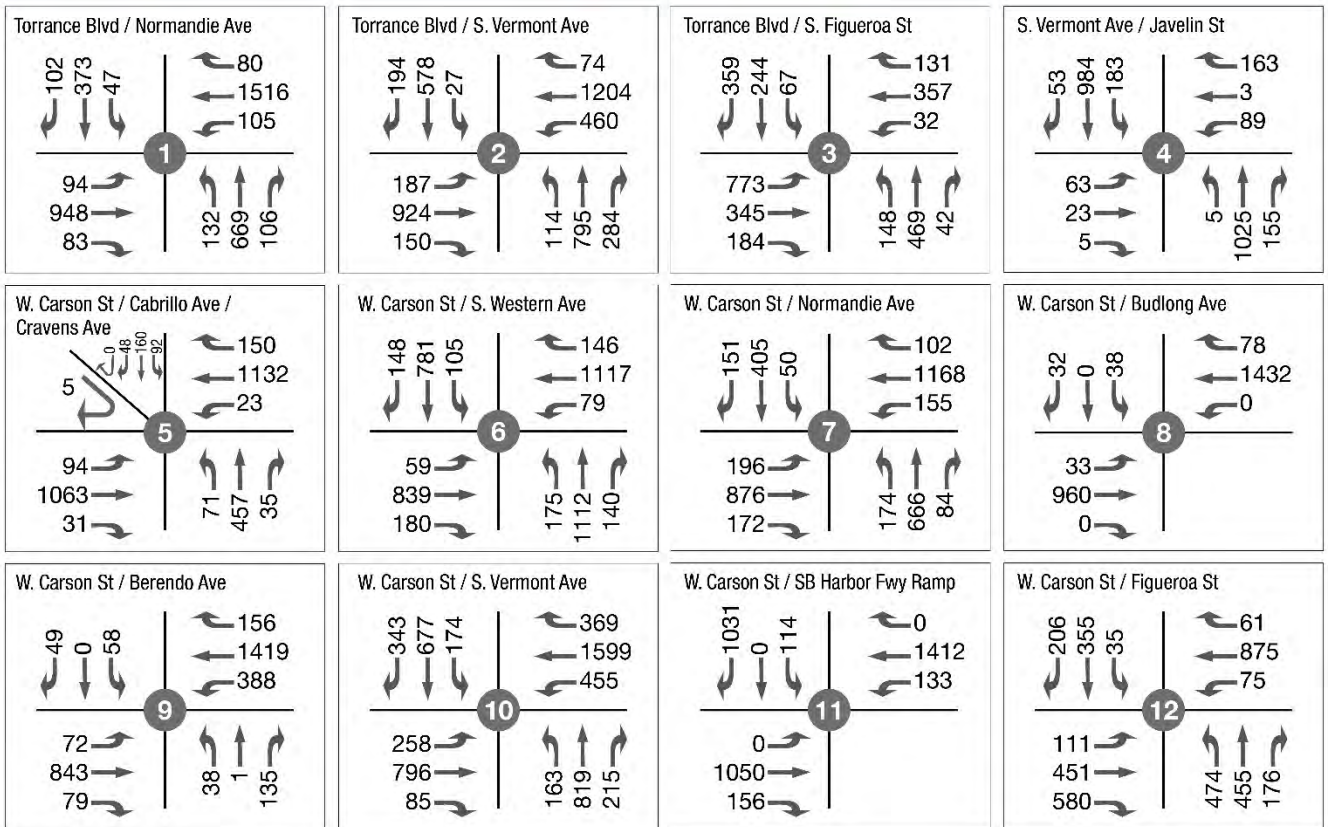 Torrance Blvd / Normandie Ave
102 373 47
80
1516
105
1
94
948
83
132 669 106
Torrance Blvd / S. Vermont Ave
194 578 27
74
1204
460
2
187
924
150
114 795 284
Torrance Blvd / S. Figueroa St
359 244 67
131
357
32
3
773
345
184
148 469 42
S. Vermont Ave / Javelin St
53 984 183
163
3
89
4
63
23
5
5 1025 155
W. Carson St / Cabrillo Ave /
Cravens Ave
0 48 160 92
5
150
1132
23
5
94
1063
31
71 457 35
W. Carson St / S. Western Ave
148 781 105
146
1117
79
6
59
839
180
175 1112 140
W. Carson St / Normandie Ave
151 405 50
102
1168
155
7
196
876
172
174 666 84
W. Carson St / Budlong Ave
32 0 38
78
1432
0
8
33
960
0
W. Carson St / Berendo Ave
49 0 58
156
1419
388
9
72
843
79
38 1 135
W. Carson St / S. Vermont Ave
343 677 174
369
1599
455
10
258
796
85
163 819 215
W. Carson St / SB Harbor Fwy Ramp
1031 0 114
0
1412
133
11
0
1050
156
W. Carson St / Figueroa St
206 355 35
61
875
75
12
111
451
580
474 455 176